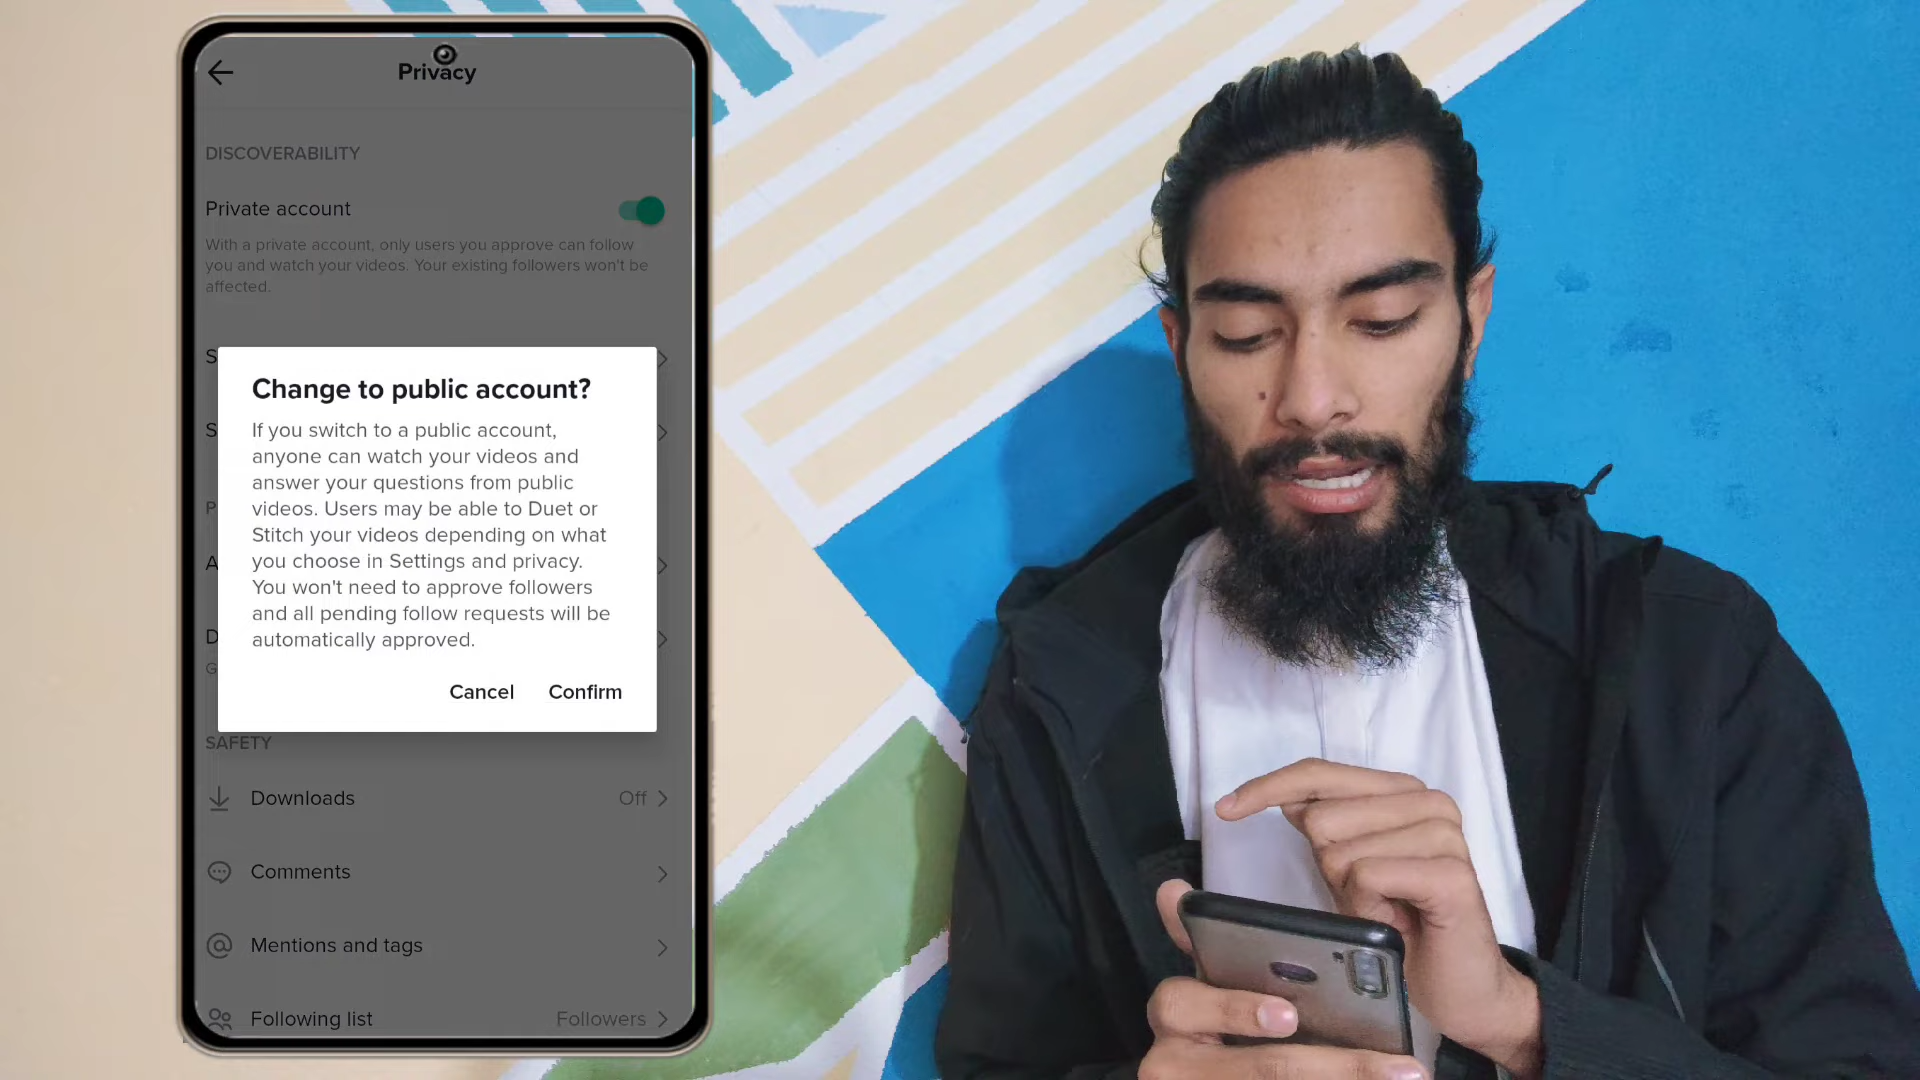 Privacy
DISCOVERABILITY
Private account
With a private account, only users you approve can follow
you and watch your videos. Your existing followers won't be
affected.
S
Change to public account?
If you switch to a public account,
S
anyone can watch your videos and
answer your questions from public
videos. Users may be able to Duet or
P
Stitch your videos depending on what
you choose in Settings and privacy.
A
You won't need to approve followers
and all pending follow requests will be
automatically approved.
D
G
Cancel Confirm
SAFETY
Downloads Off
Comments
Mentions and tags
Following list Followers